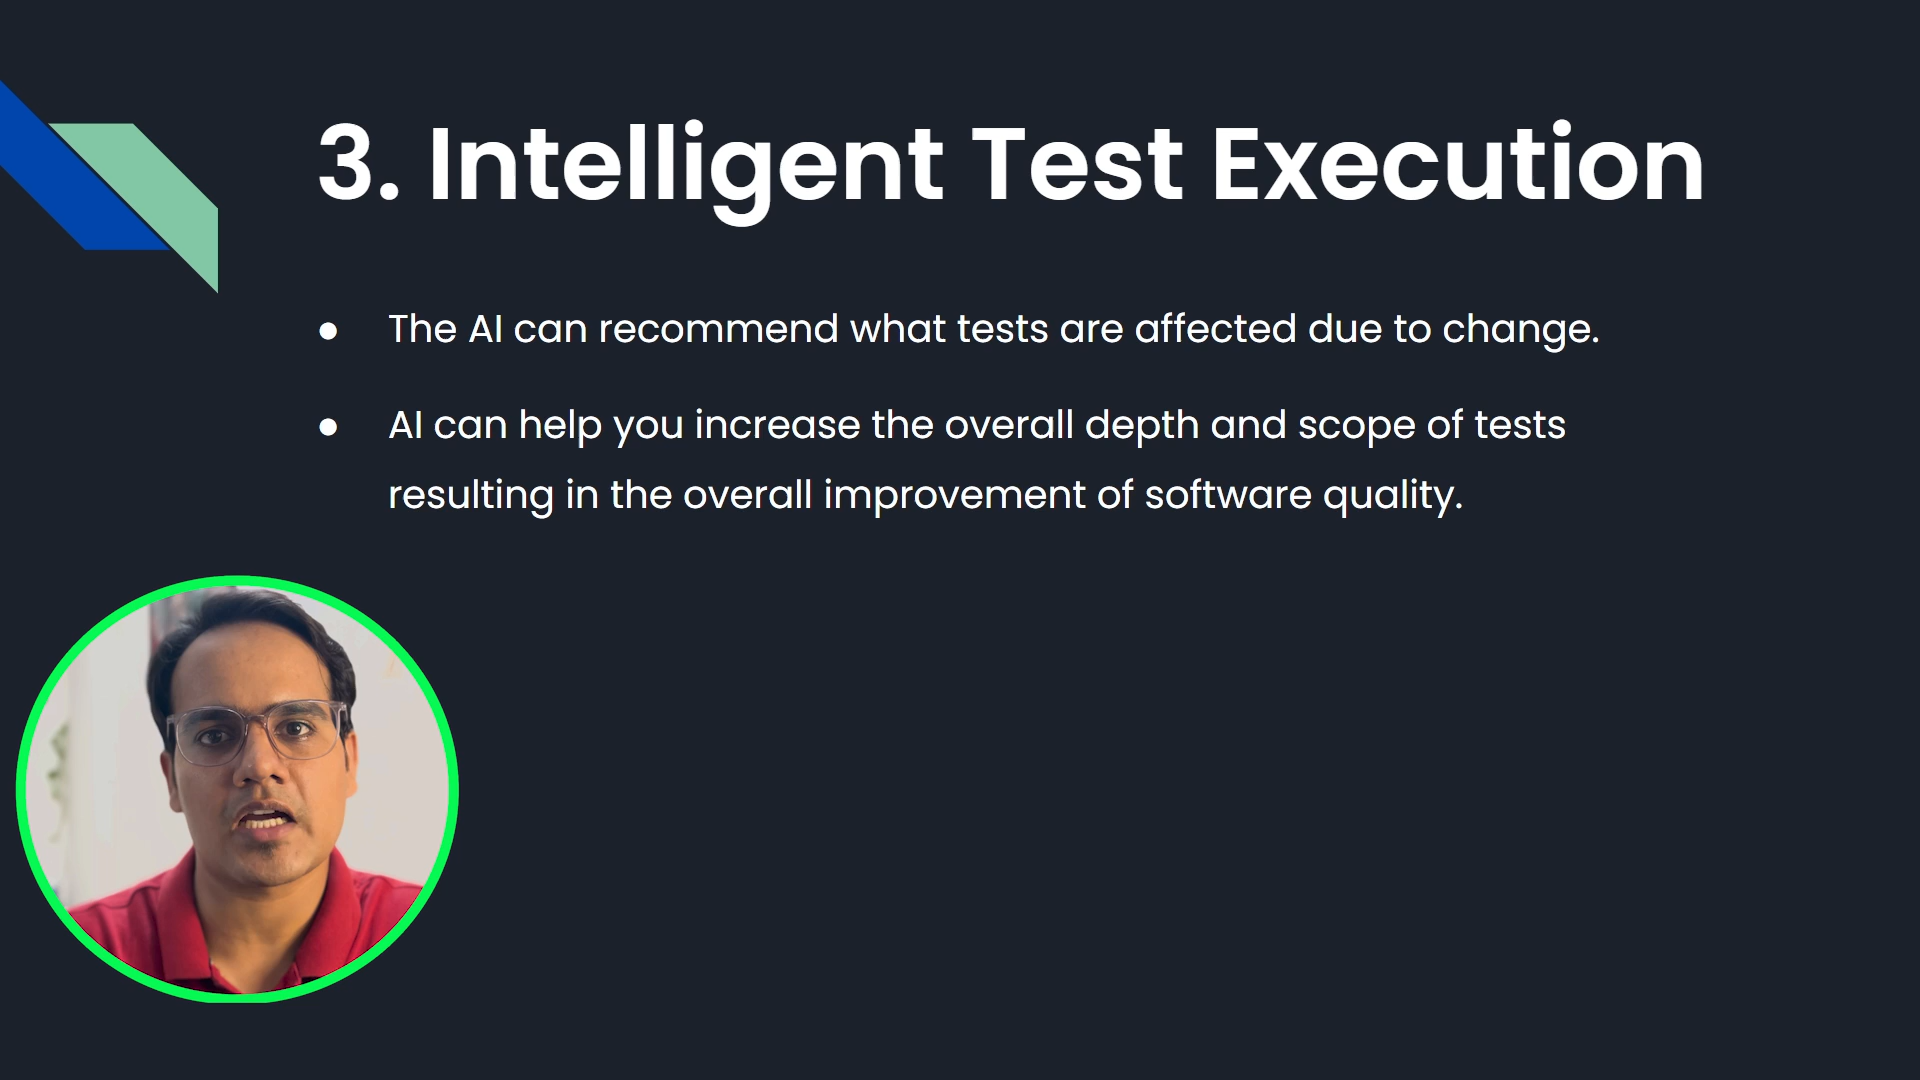 3. Intelligent Test Execution
● The AI can recommend what tests are affected due to change.
● AI can help you increase the overall depth and scope of tests
resulting in the overall improvement of software quality.